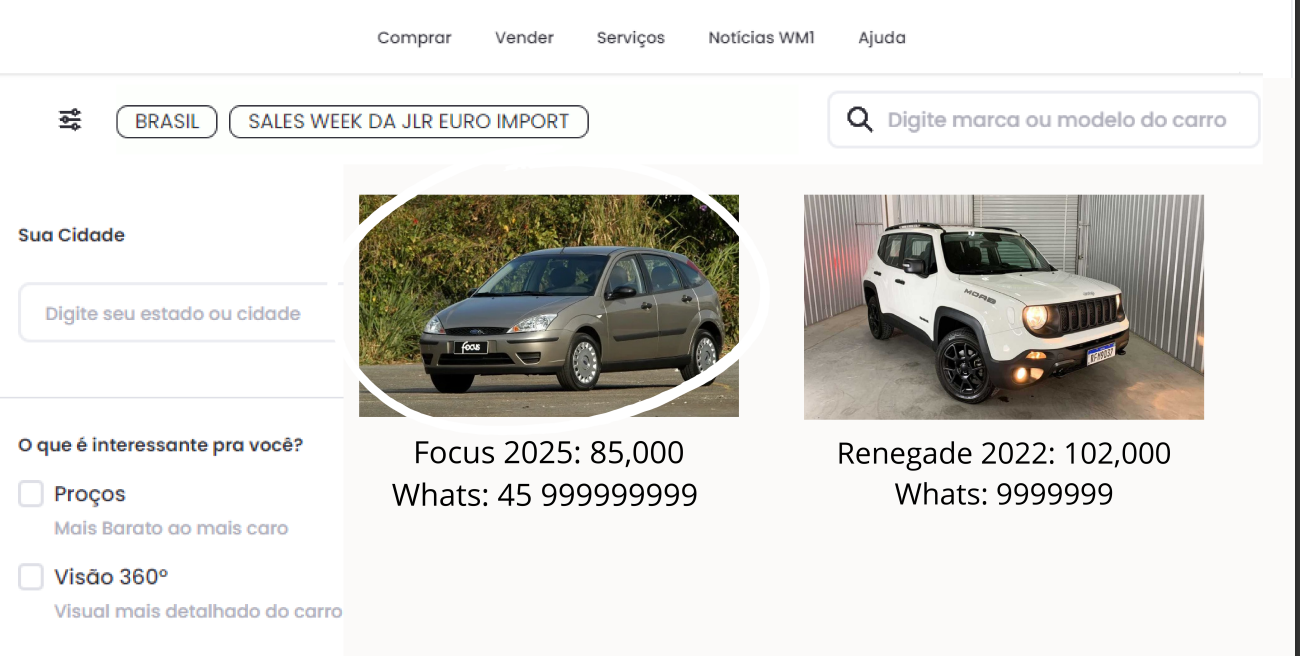 Comprar Vender Serviços Notícias WM1 Ajuda
BRASIL SALES WEEK DA JLR EURO IMPORT Digite marca ou modelo do carro
Sua Cidade
Digite seu estado ou cidade
O que é interessante pra você?
Proços
Mais Barato ao mais caro
Visão 360º
Visual mais detalhado do carro
Focus
Focus 2025: 85,000
Whats: 45 999999999
Renegade 2022: 102,000
Whats: 9999999